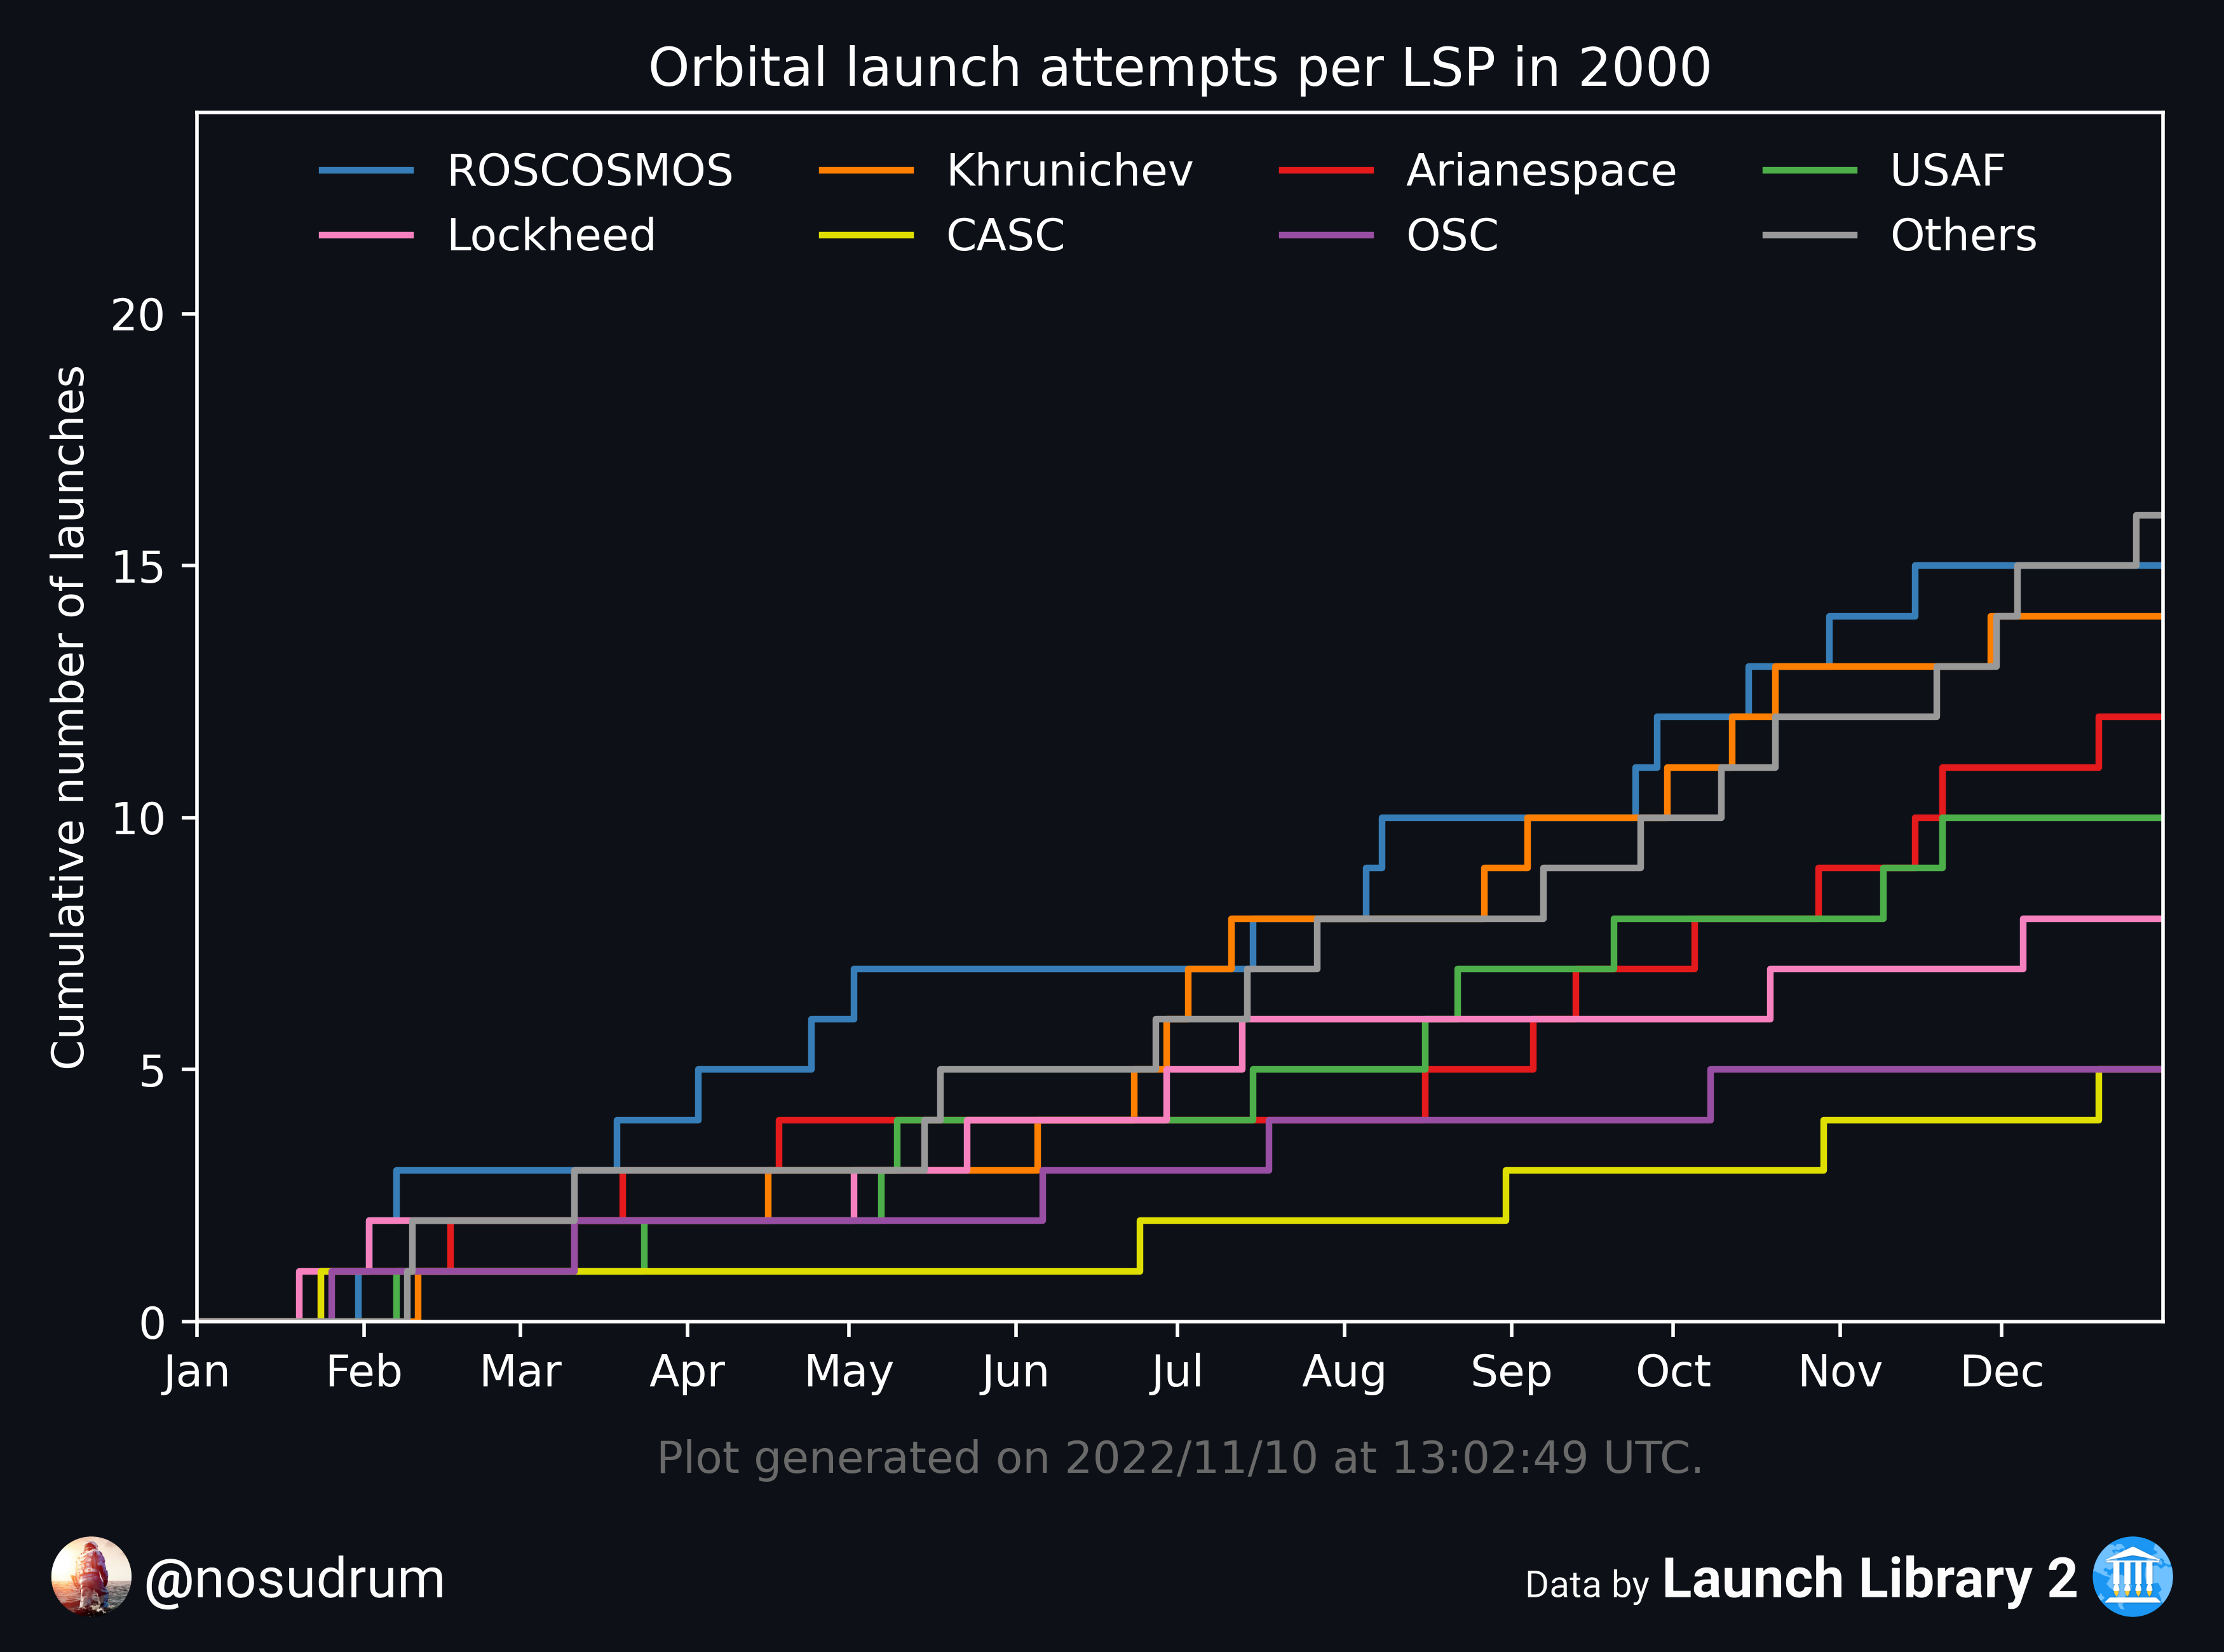 Orbital launch attempts per LSP in 2000
ROSCOSMOS Khrunichev Arianespace USAF
Lockheed CASC OSC Others
Cumulative number of launches
20
15
10
5
0
Jan Feb Mar Apr May Jun Jul Aug Sep Oct Nov Dec
Plot generated on 2022/11/10 at 13:02:49 UTC.
@nosudrum
Data by Launch Library 2